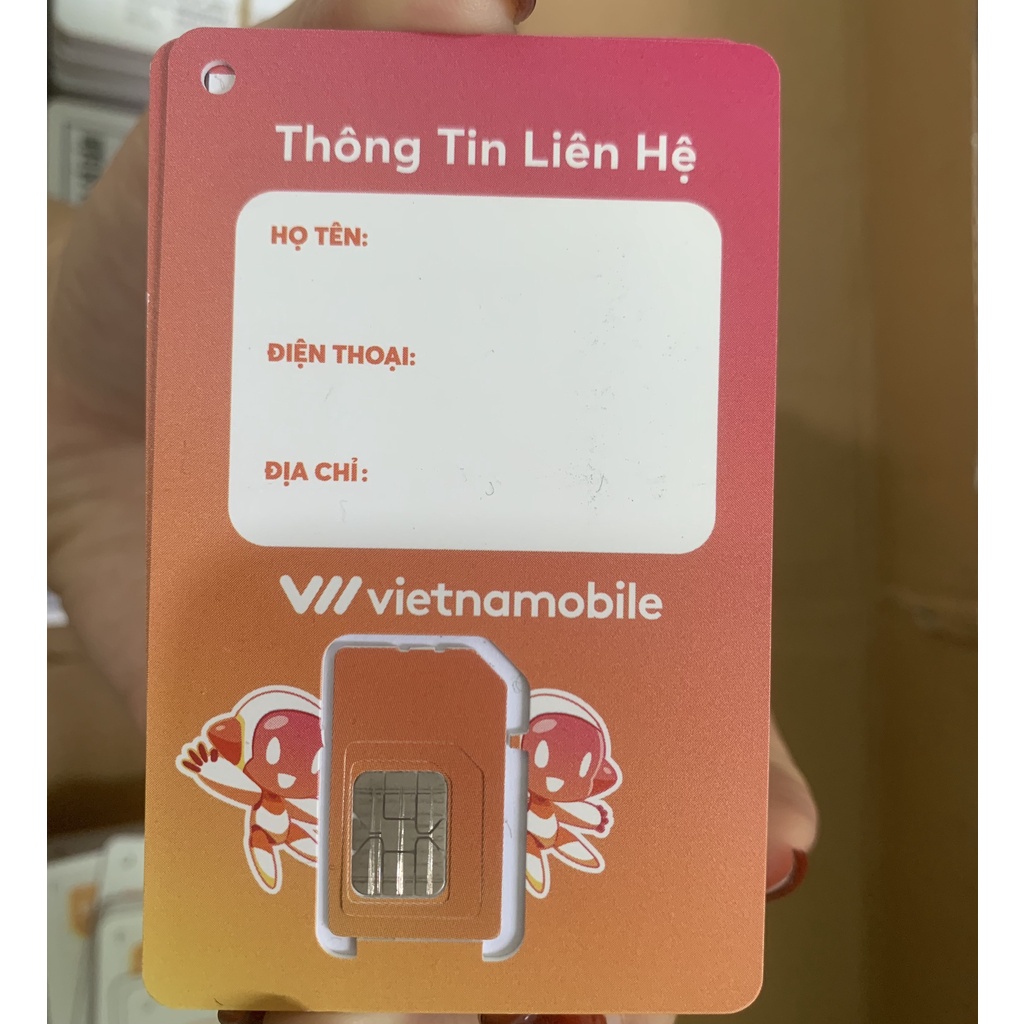 Thông Tin Liên Hệ
HỌ TÊN:
ĐIỆN THOẠI:
ĐỊA CHỈ:
vietnamobile